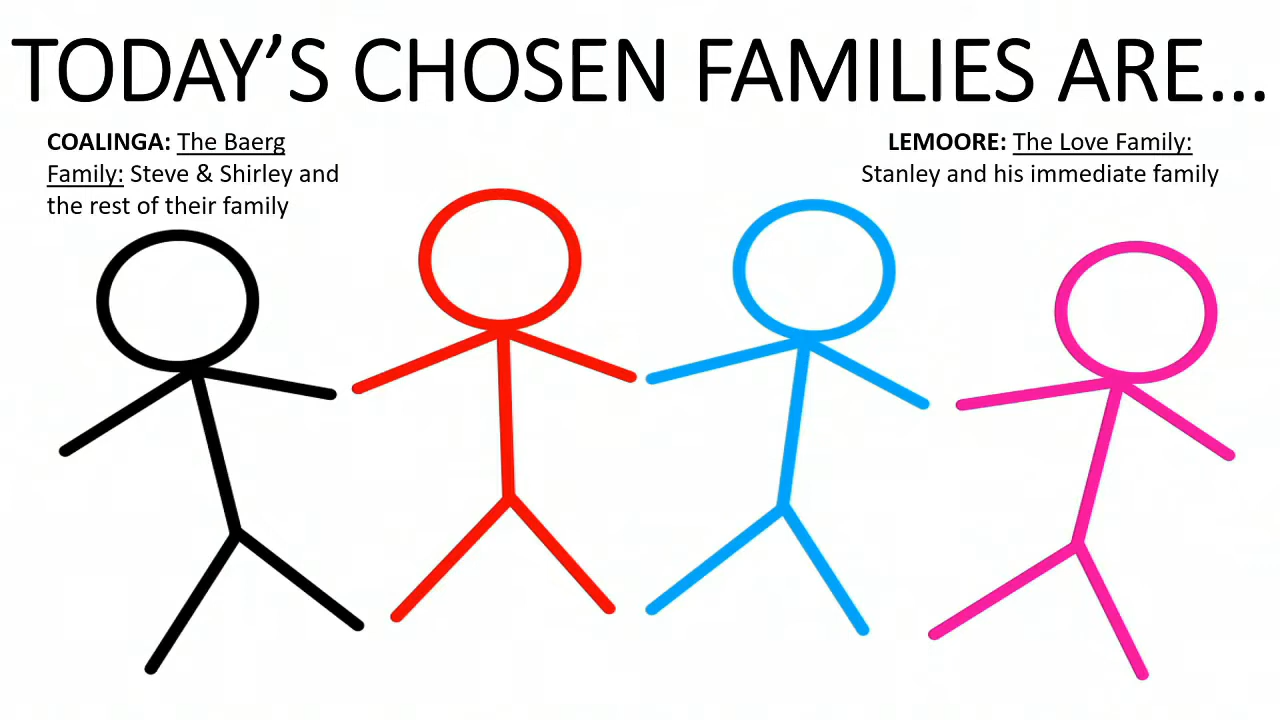 TODAY’S CHOSEN FAMILIES ARE…
COALINGA: The Baerg
Family: Steve & Shirley and
the rest of their family
LEMOORE: The Love Family:
Stanley and his immediate family